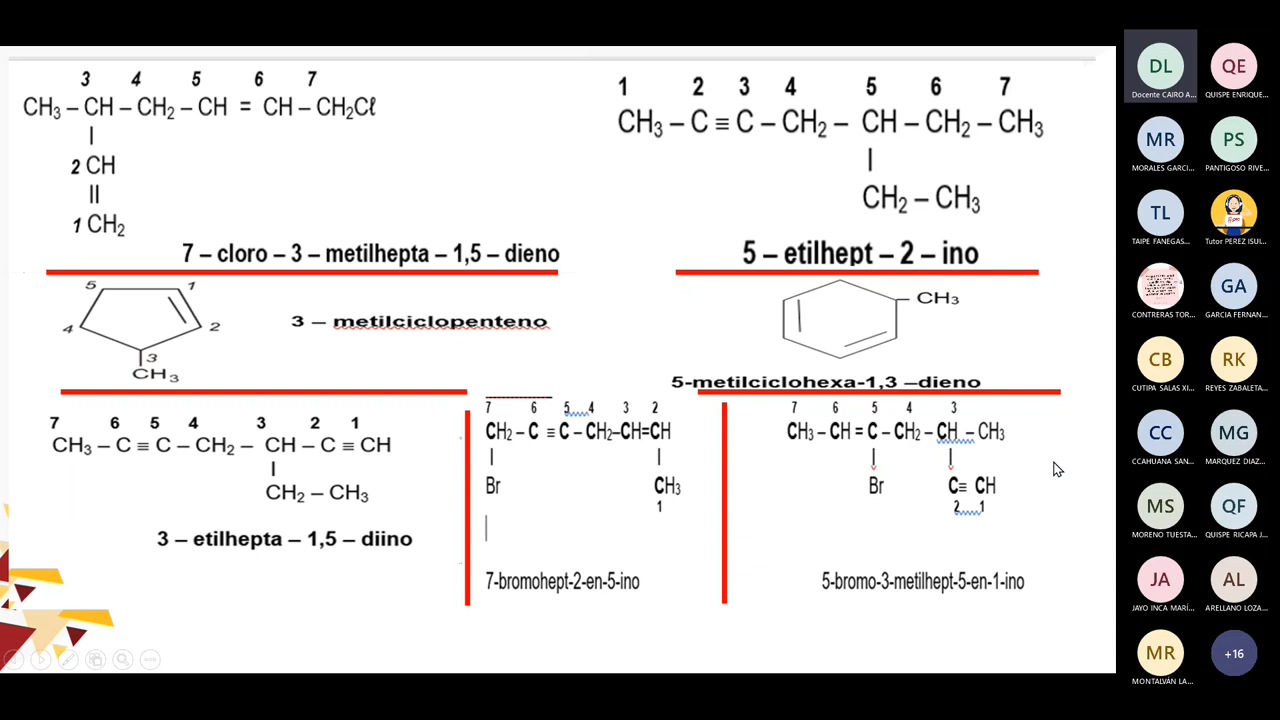 3 4 5 6 7
CH₃ – CH – CH₂ – CH = CH – CH₂Cℓ
|
2 CH
||
1 CH₂
7 – cloro – 3 – metilhepta – 1,5 – dieno
1 2 3 4 5 6 7
CH₃ – C ≡ C – CH₂ – CH – CH₂ – CH₃
|
CH₂ – CH₃
5 – etilhept – 2 – ino
5 1
4 2
3
CH₃
3 – metilciclopenteno
CH₃
5-metilciclohexa-1,3 –dieno
7 6 5 4 3 2 1
CH₃ – C ≡ C – CH₂ – CH – C ≡ CH
|
CH₂ – CH₃
3 – etilhepta – 1,5 – diino
7 6 5 4 3 2
CH₂ – C ≡ C – CH₂–CH=CH
| |
Br CH₃
1
7-bromohept-2-en-5-ino
7 6 5 4 3
CH₃ – CH = C – CH₂ – CH – CH₃
| |
Br C≡ CH
2 1
5-bromo-3-metilhept-5-en-1-ino
DL
Docente CAIRO A...
QE
QUISPE ENRIQUE...
MR
MORALES GARCI...
PS
PANTIGOSO RIVE...
TL
TAIPE FANEGAS...
Tutor PEREZ ISUI...
CONTRERAS TOR...
GA
GARCIA FERNAN...
CB
CUTIPA SALAS XI...
RK
REYES ZABALETA...
CC
CCAHUANA SAN...
MG
MARQUEZ DIAZ...
MS
MORENO TUESTA...
QF
QUISPE RICAPA J...
JA
JAYO INCA MARÍ...
AL
ARELLANO LOZA...
MR
MONTALVÁN LA...
+16